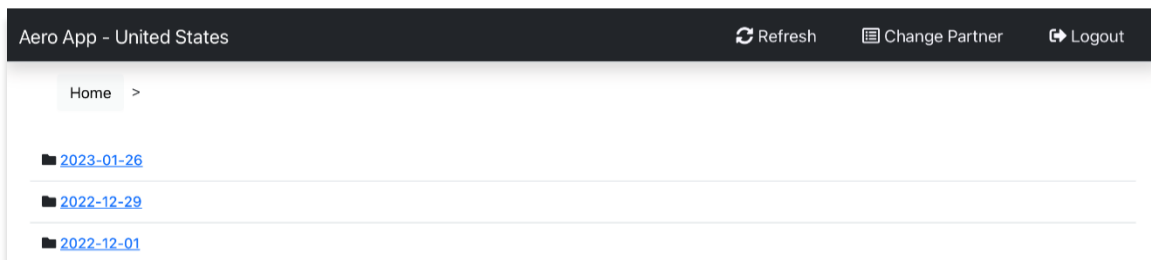 Aero App - United States Refresh Change Partner Logout
Home >
2023-01-26
2022-12-29
2022-12-01